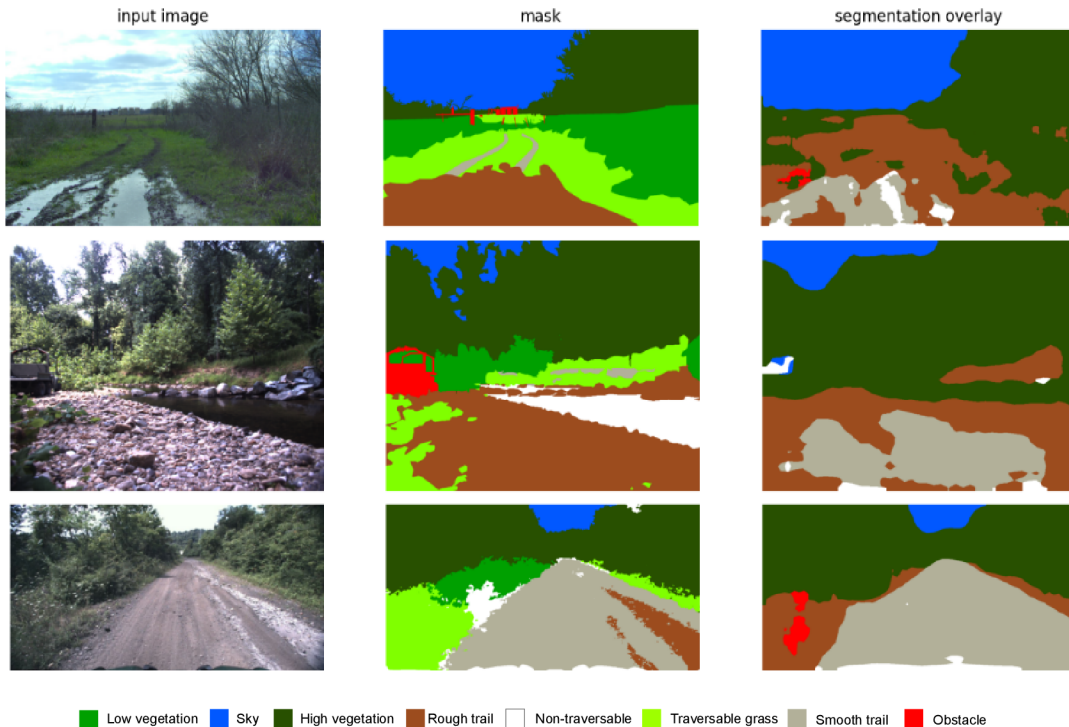 input image mask segmentation overlay
Low vegetation Sky High vegetation Rough trail Non-traversable Traversable grass Smooth trail Obstacle